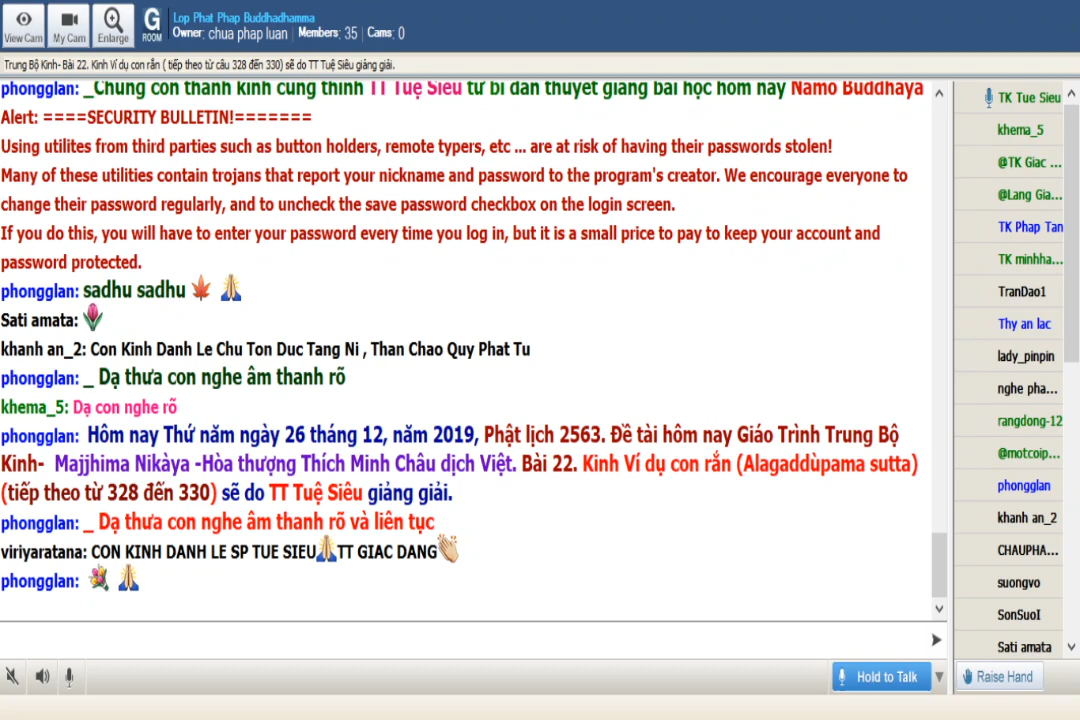 View Cam
My Cam
Enlarge
G
ROOM
Lop Phat Phap Buddhadhamma
Owner: chua phap luan | Members: 35 | Cams: 0
Trung Bộ Kinh- Bài 22. Kinh Ví dụ con rắn ( tiếp theo từ câu 328 đến 330) sẽ do TT Tuệ Siêu giảng giải.
phongglan: _Chúng con thành kính cung thỉnh TT Tuệ Siêu từ bi dẫn thuyết giảng bài học hôm nay Namo Buddhaya
Alert: ====SECURITY BULLETIN!=======
Using utilites from third parties such as button holders, remote typers, etc ... are at risk of having their passwords stolen!
Many of these utilities contain trojans that report your nickname and password to the program's creator. We encourage everyone to
change their password regularly, and to uncheck the save password checkbox on the login screen.
If you do this, you will have to enter your password every time you log in, but it is a small price to pay to keep your account and
password protected.
phongglan: sadhu sadhu
Sati amata:
khanh an_2: Con Kinh Danh Le Chu Ton Duc Tang Ni , Than Chao Quy Phat Tu
phongglan: _ Dạ thưa con nghe âm thanh rõ
khema_5: Dạ con nghe rõ
phongglan: Hôm nay Thứ năm ngày 26 tháng 12, năm 2019, Phật lịch 2563. Đề tài hôm nay Giáo Trình Trung Bộ
Kinh- Majjhima Nikàya -Hòa thượng Thích Minh Châu dịch Việt. Bài 22. Kinh Ví dụ con rắn (Alagaddùpama sutta)
(tiếp theo từ 328 đến 330) sẽ do TT Tuệ Siêu giảng giải.
phongglan: _ Dạ thưa con nghe âm thanh rõ và liên tục
viriyaratana: CON KINH DANH LE SP TUE SIEU TT GIAC DANG
phongglan:
TK Tue Sieu
khema_5
@TK Giac ...
@Lang Gia...
TK Phap Tan
TK minhha...
TranDao1
Thy an lac
lady_pinpin
nghe pha...
rangdong-12
@motcoip...
phongglan
khanh an_2
CHAUPHA...
suongvo
SonSuoI
Sati amata
Hold to Talk
Raise Hand